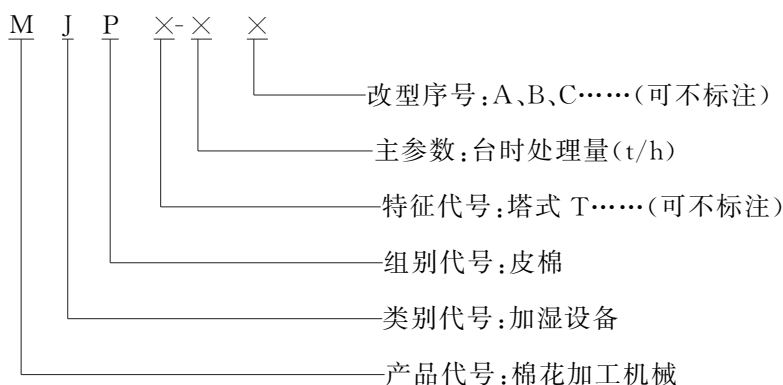 M J P ×-× ×
改型序号:A、B、C……(可不标注)
主参数:台时处理量(t/h)
特征代号:塔式 T……(可不标注)
组别代号:皮棉
类别代号:加湿设备
产品代号:棉花加工机械